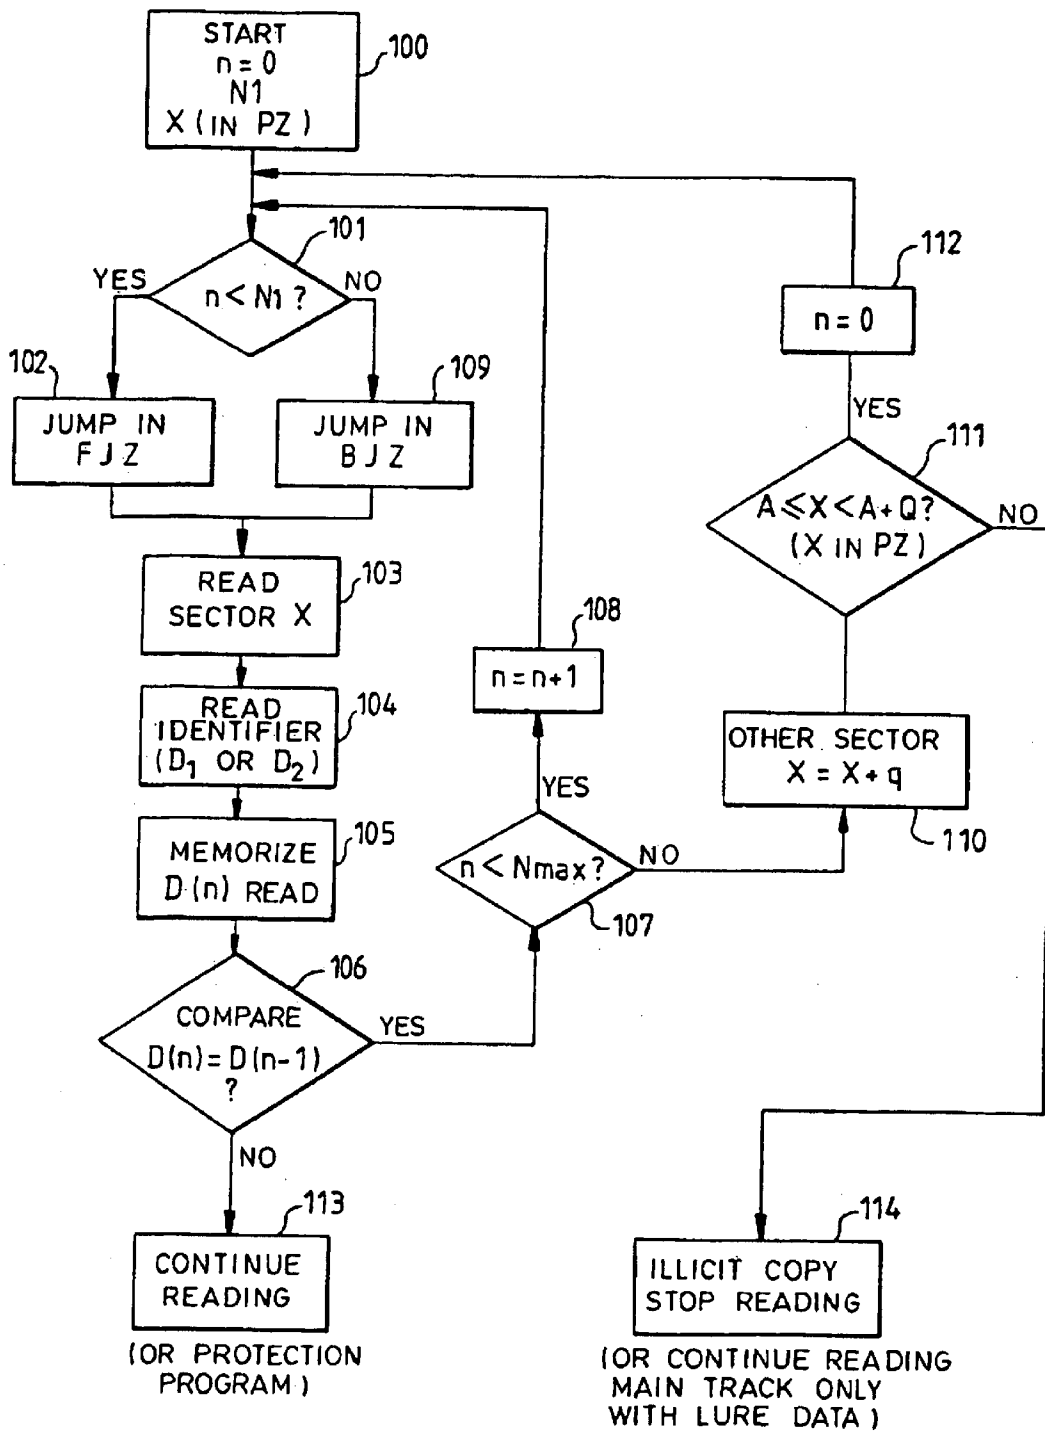 START
n = 0
N1
X (IN PZ)
100
101
YES
n < N1 ?
NO
102
JUMP IN
FJZ
109
JUMP IN
BJZ
READ
SECTOR X
103
READ
IDENTIFIER
(D1 OR D2)
104
MEMORIZE
D(n) READ
105
106
COMPARE
D(n) = D(n-1)
?
YES
NO
113
CONTINUE
READING
(OR PROTECTION
PROGRAM)
108
n = n+1
YES
n < Nmax ?
NO
107
112
n = 0
YES
111
A ⩽ X < A + Q?
(X IN PZ)
NO
OTHER SECTOR
X = X + q
110
114
ILLICIT COPY
STOP READING
(OR CONTINUE READING
MAIN TRACK ONLY
WITH LURE DATA)